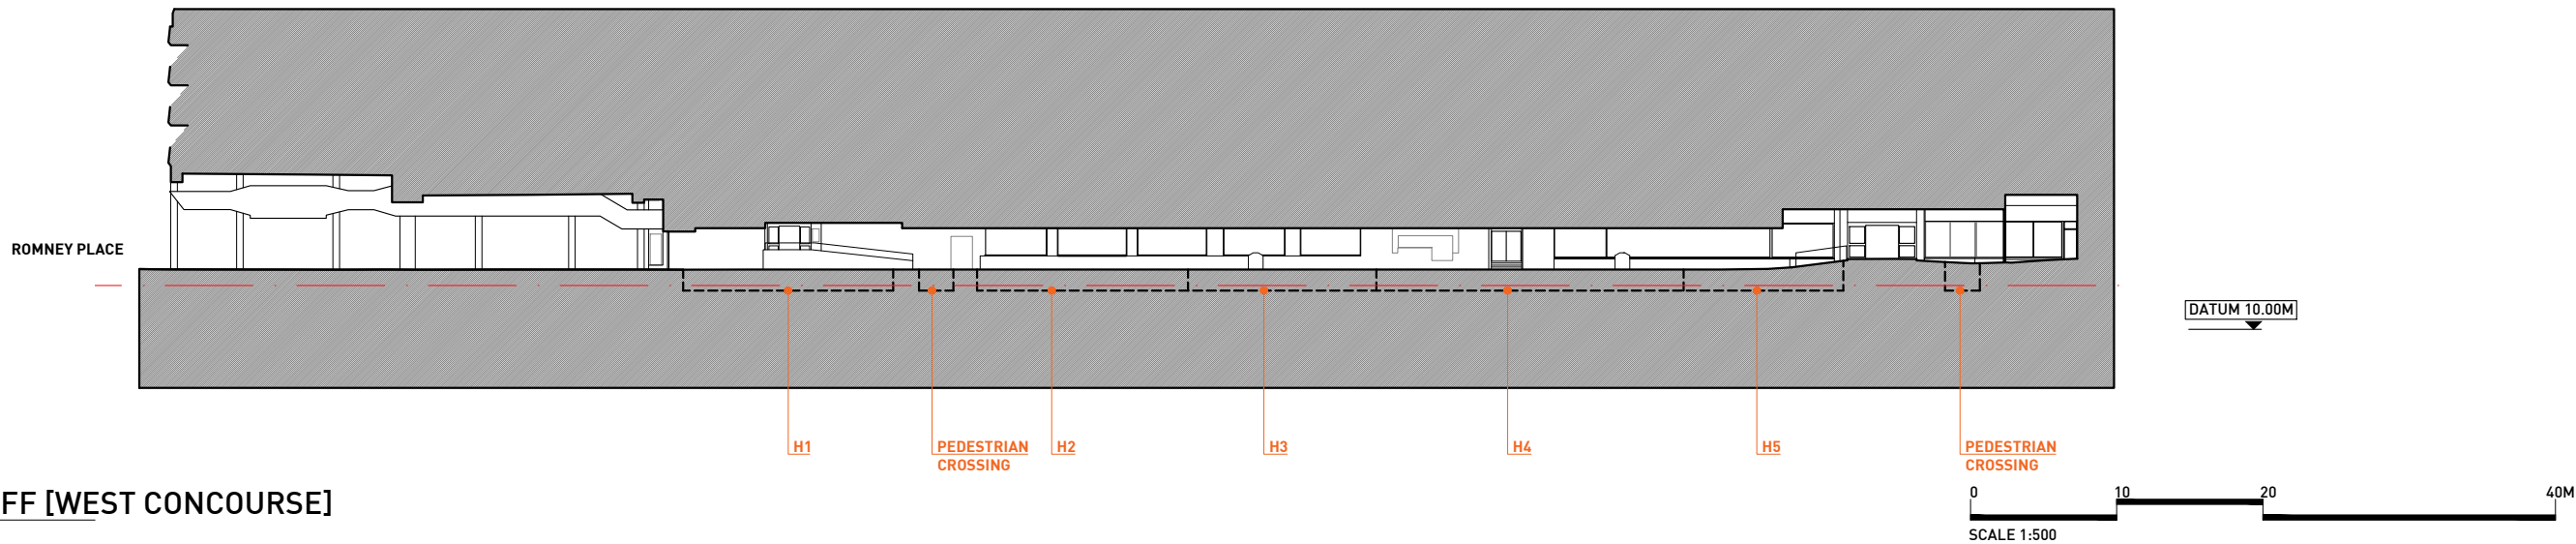 ROMNEY PLACE
DATUM 10.00M
H1
PEDESTRIAN
CROSSING
H2
H3
H4
H5
PEDESTRIAN
CROSSING
FF [WEST CONCOURSE]
0 10 20 40M
SCALE 1:500